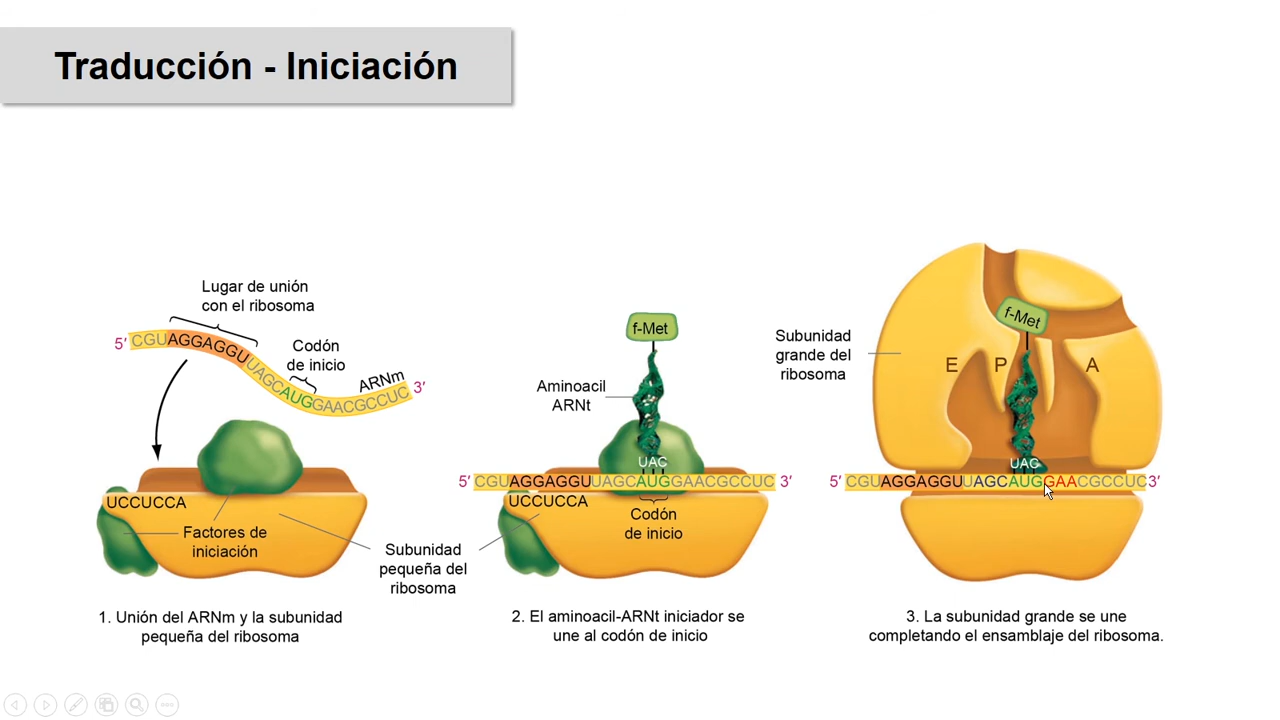 Traducción - Iniciación
Lugar de unión
con el ribosoma
5′ CGUAGGAGGUUAGCAUGGAACGCCUC 3′
Codón
de inicio
ARNm
UCCUCCA
Factores de
iniciación
Subunidad
pequeña del
ribosoma
1. Unión del ARNm y la subunidad
pequeña del ribosoma
f-Met
Aminoacil
ARNt
UAC
5′ CGUAGGAGGUUAGCAUGGAACGCCUC 3′
UCCUCCA
Codón
de inicio
2. El aminoacil-ARNt iniciador se
une al codón de inicio
Subunidad
grande del
ribosoma
f-Met
E P A
UAC
5′ CGUAGGAGGUUAGCAUGGAACGCCUC 3′
3. La subunidad grande se une
completando el ensamblaje del ribosoma.